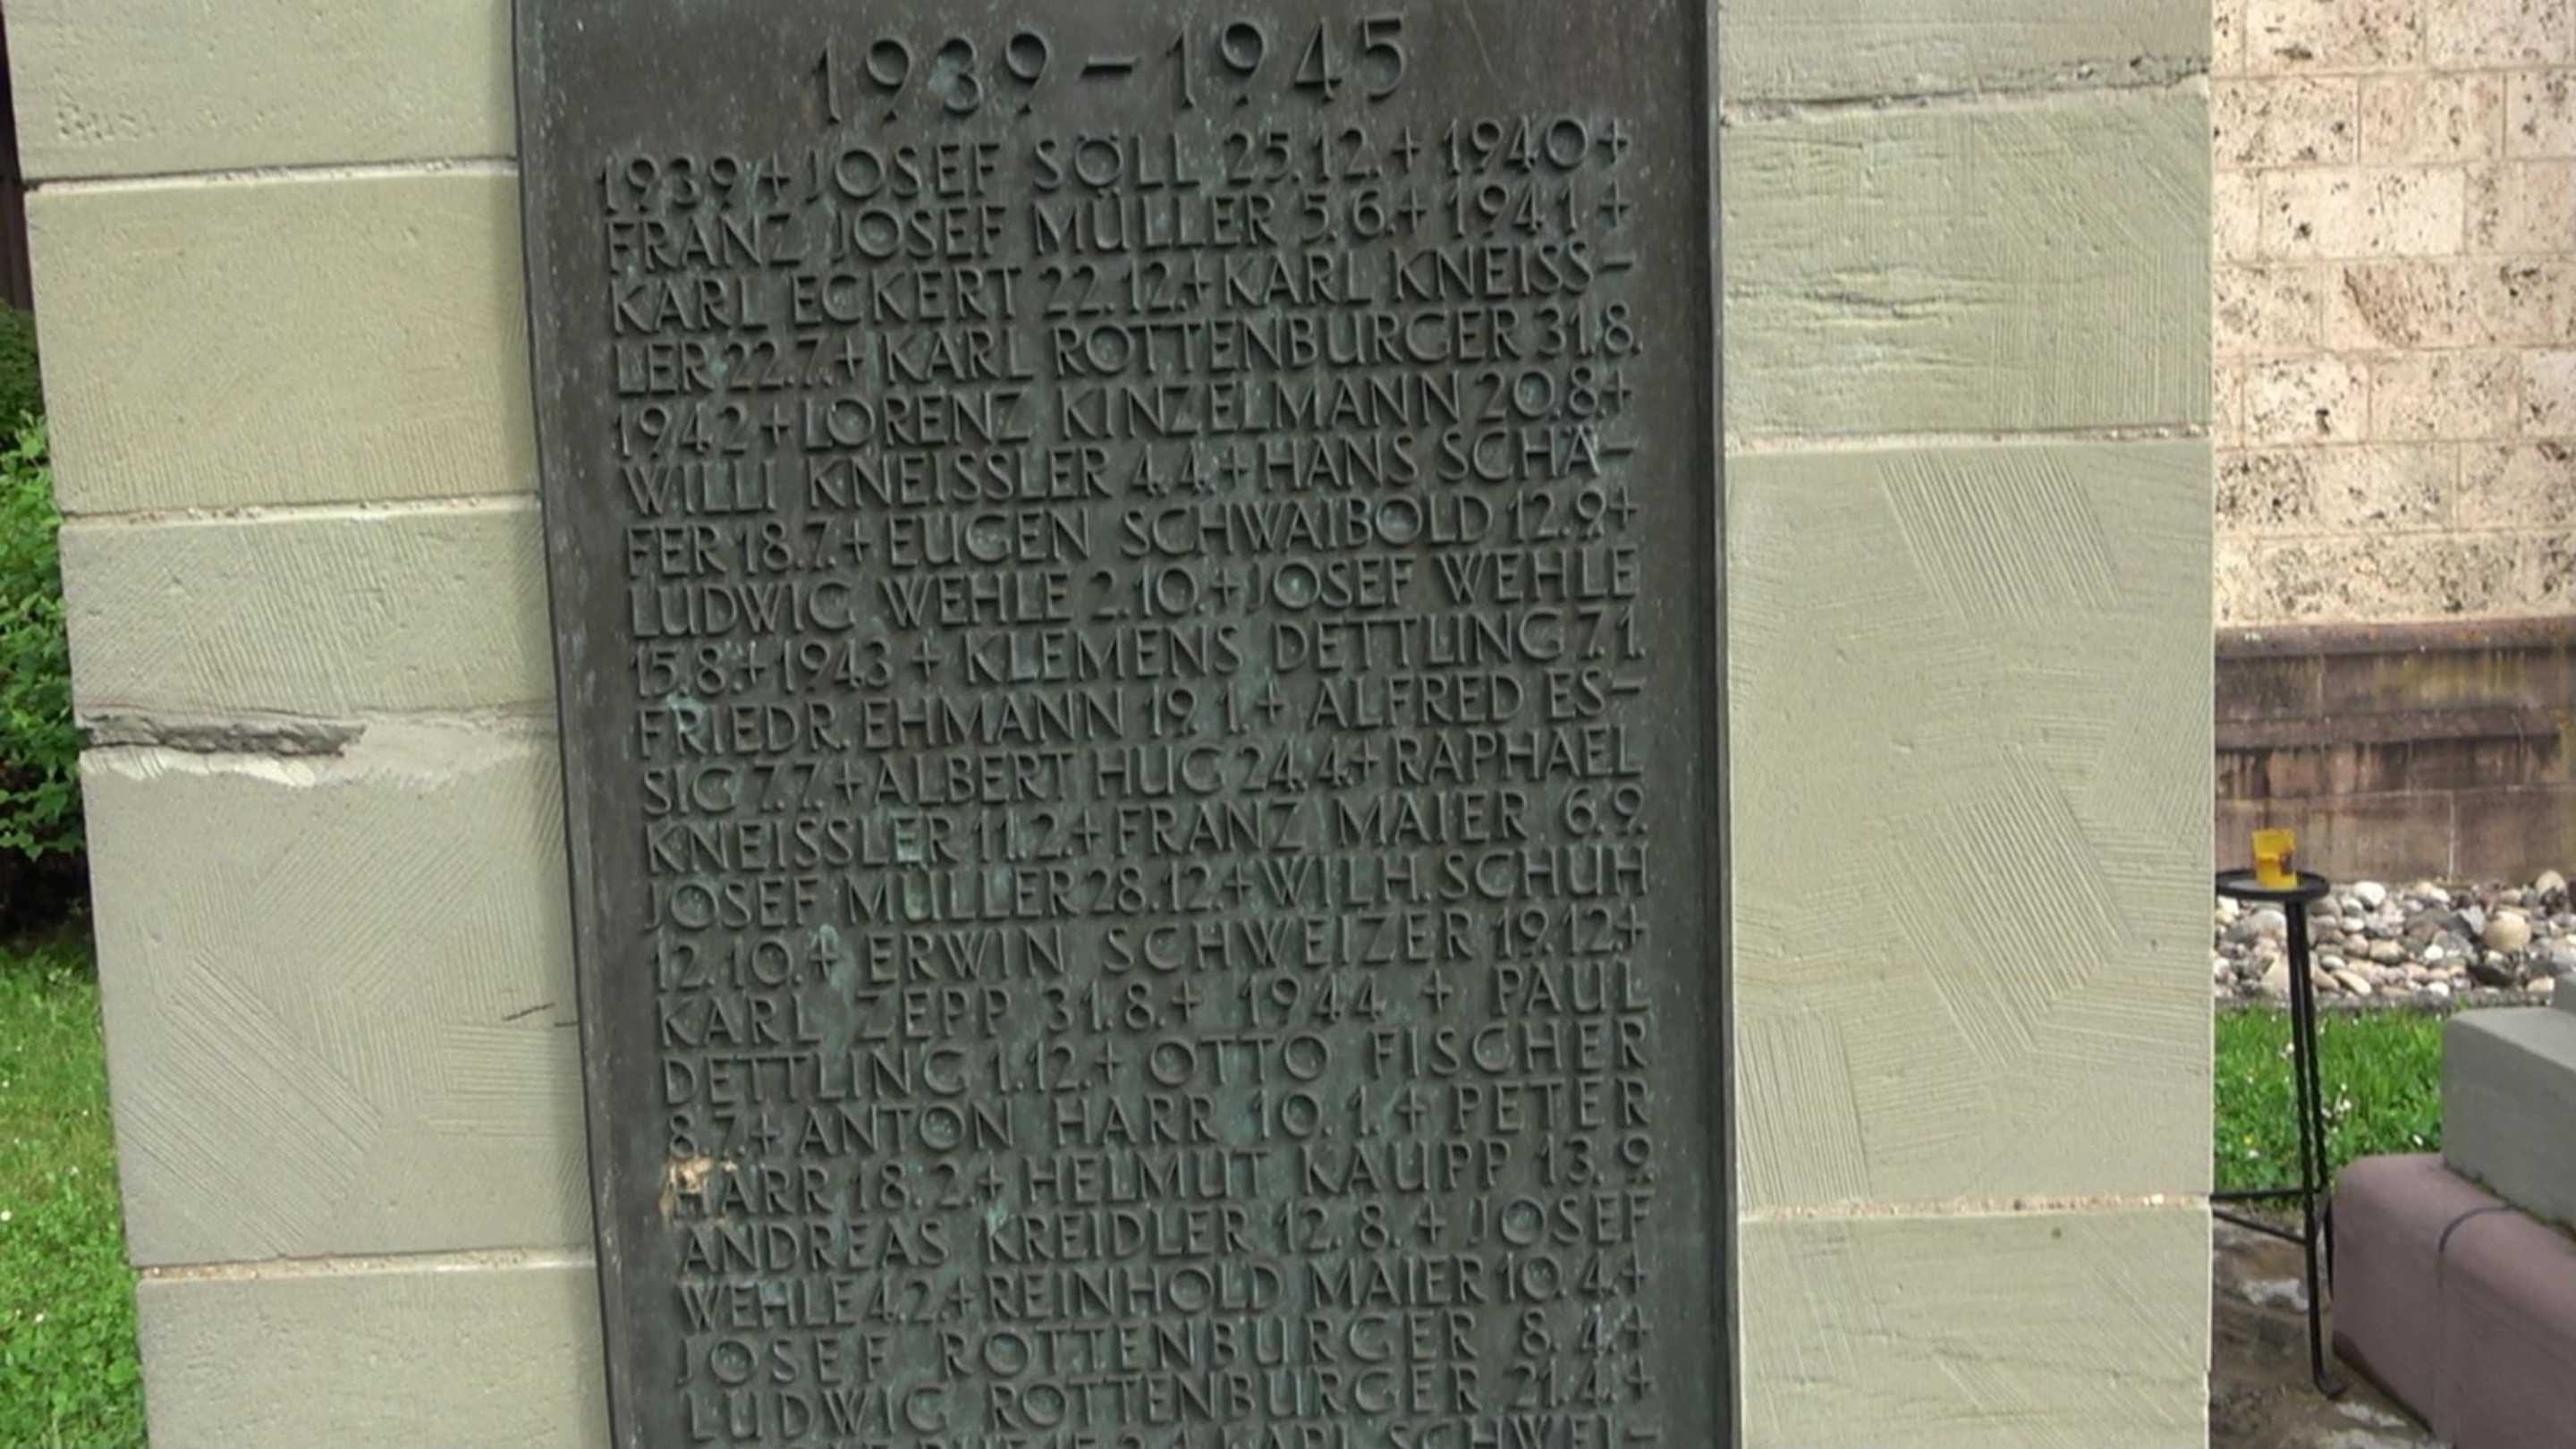 1939-1945
1939+JOSEF SÖLL 25.12.+1940+
FRANZ JOSEF MÜLLER 5.6.+1941.+
KARL ECKERT 22.12.+KARL KNEISS-
LER 22.7.+KARL ROTTENBURGER 31.8.
1942+LORENZ KINZELMANN 20.8.+
WILLI KNEISSLER 4.4.+HANS SCHÄ-
FER 18.7.+EUGEN SCHWAIBOLD 12.9.+
LUDWIG WEHLE 2.10.+JOSEF WEHLE
15.8.+1943+KLEMENS DETTLING 7.1.
FRIEDR. EHMANN 19.1.+ALFRED ES-
SIG 7.7.+ALBERT HUG 24.4.+RAPHAEL
KNEISSLER 11.2.+FRANZ MAIER 6.9.
JOSEF MÜLLER 28.12.+WILH. SCHUH
12.10.+ERWIN SCHWEIZER 19.12.+
KARL ZEPP 31.8.+1944+PAUL
DETTLING 1.12.+OTTO FISCHER
8.7.+ANTON HARR 10.1.+PETER
HARR 18.2.+HELMUT KAUPP 13.9.
ANDREAS KREIDLER 12.8.+JOSEF
WEHLE 4.2.+REINHOLD MAIER 10.4.+
JOSEF ROTTENBURGER 8.4.+
LUDWIG ROTTENBURGER 21.4.+
KARL SCHWEI-